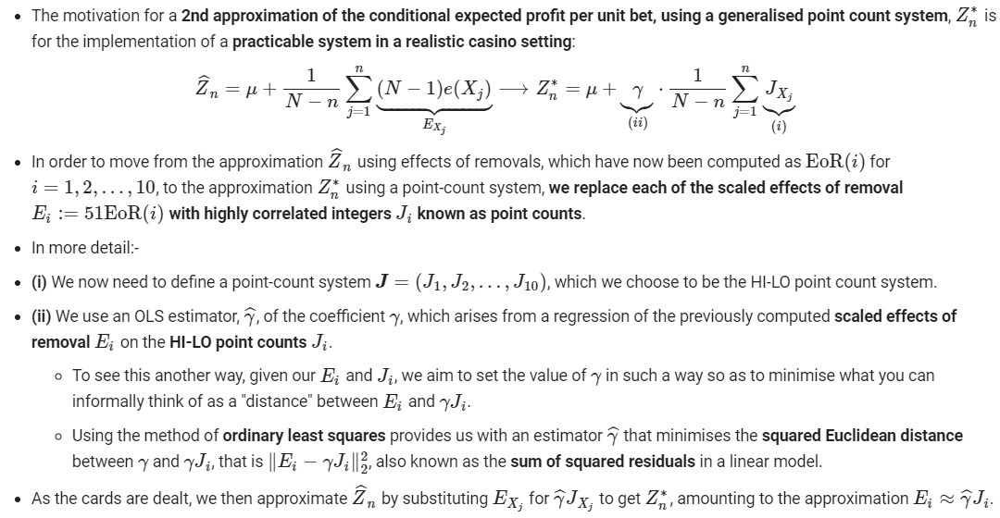 • The motivation for a 2nd approximation of the conditional expected profit per unit bet, using a generalised point count system, $Z_n^*$ is
for the implementation of a practicable system in a realistic casino setting:
$$\widehat{Z}_n = \mu + \frac{1}{N-n} \sum_{j=1}^{n} \underbrace{(N-1)e(X_j)}_{E_{X_j}} \longrightarrow Z_n^* = \mu + \underbrace{\gamma}_{(ii)} \cdot \frac{1}{N-n} \sum_{j=1}^{n} \underbrace{J_{X_j}}_{(i)}$$
• In order to move from the approximation $\widehat{Z}_n$ using effects of removals, which have now been computed as $\mathrm{EoR}(i)$ for
$i = 1, 2, \ldots, 10$, to the approximation $Z_n^*$ using a point-count system, we replace each of the scaled effects of removal
$E_i := 51\mathrm{EoR}(i)$ with highly correlated integers $J_i$ known as point counts.
• In more detail:-
• (i) We now need to define a point-count system $\boldsymbol{J} = (J_1, J_2, \ldots, J_{10})$, which we choose to be the HI-LO point count system.
• (ii) We use an OLS estimator, $\widehat{\gamma}$, of the coefficient $\gamma$, which arises from a regression of the previously computed scaled effects of
removal $E_i$ on the HI-LO point counts $J_i$.
◦ To see this another way, given our $E_i$ and $J_i$, we aim to set the value of $\gamma$ in such a way so as to minimise what you can
informally think of as a "distance" between $E_i$ and $\gamma J_i$.
◦ Using the method of ordinary least squares provides us with an estimator $\widehat{\gamma}$ that minimises the squared Euclidean distance
between $\gamma$ and $\gamma J_i$, that is $\|E_i - \gamma J_i\|_2^2$, also known as the sum of squared residuals in a linear model.
• As the cards are dealt, we then approximate $\widehat{Z}_n$ by substituting $E_{X_j}$ for $\widehat{\gamma} J_{X_j}$ to get $Z_n^*$, amounting to the approximation $E_i \approx \widehat{\gamma} J_i$.